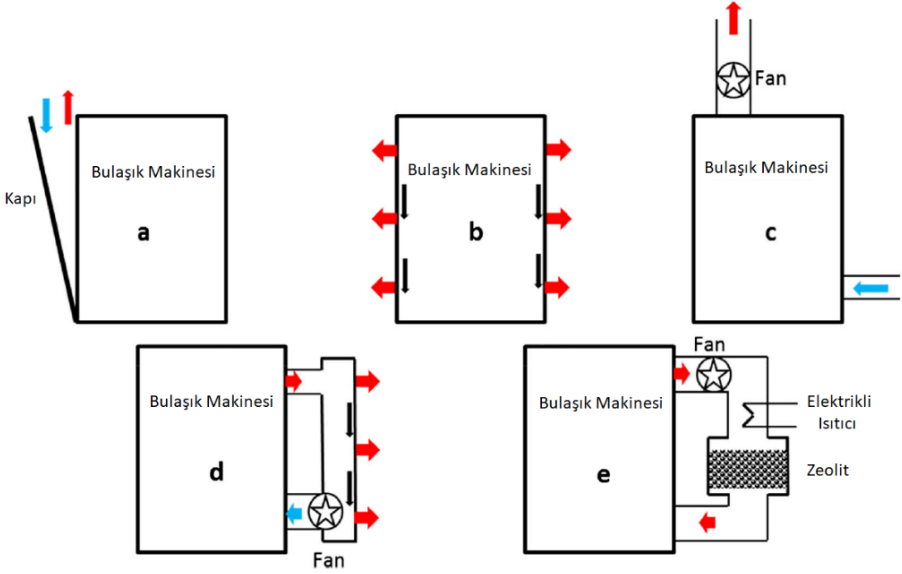 Fan
Kapı
Bulaşık Makinesi
a
Bulaşık Makinesi
b
Bulaşık Makinesi
c
Bulaşık Makinesi
d
Fan
Fan
Bulaşık Makinesi
e
Elektrikli
Isıtıcı
Zeolit